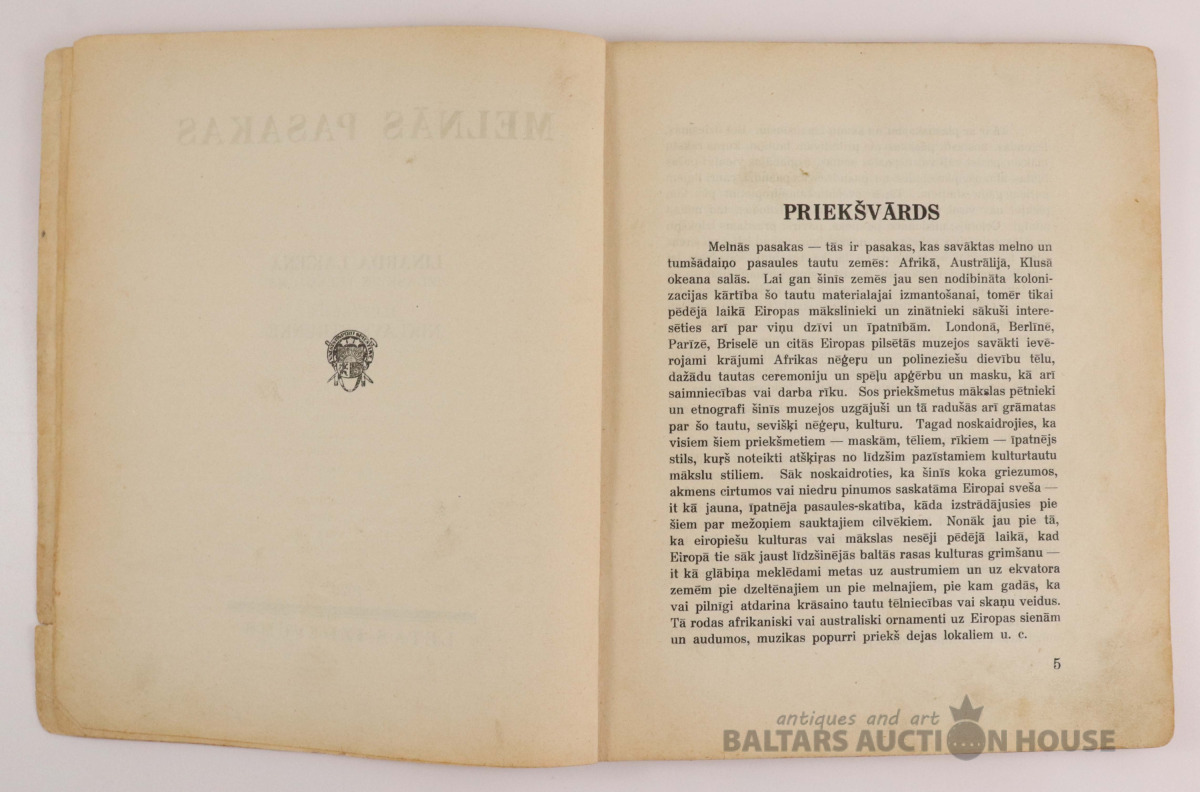 PRIEKŠVĀRDS
Melnās pasakas — tās ir pasakas, kas savāktas melno un
tumšādaiņo pasaules tautu zemēs: Afrikā, Austrālijā, Klusā
okeana salās. Lai gan šinīs zemēs jau sen nodibināta koloni-
zacijas kārtība šo tautu materialajai izmantošanai, tomēr tikai
pēdējā laikā Eiropas mākslinieki un zinātnieki sākuši intere-
sēties arī par viņu dzīvi un īpatnībām. Londonā, Berlīnē,
Parīzē, Briselē un citās Eiropas pilsētās muzejos savākti ievē-
rojami krājumi Afrikas nēģeŗu un polineziešu dievību tēlu,
dažādu tautas ceremoniju un spēļu apģērbu un masku, kā arī
saimniecības vai darba rīku. Sos priekšmetus mākslas pētnieki
un etnografi šinīs muzejos uzgājuši un tā radušās arī grāmatas
par šo tautu, sevišķi nēģeŗu, kulturu. Tagad noskaidrojies, ka
visiem šiem priekšmetiem — maskām, tēliem, rīkiem — īpatnējs
stils, kuŗš noteikti atšķiŗas no līdzšim pazīstamiem kulturtautu
mākslu stiliem. Sāk noskaidroties, ka šinīs koka griezumos,
akmens cirtumos vai niedru pinumos saskatāma Eiropai sveša —
it kā jauna, īpatnēja pasaules-skatība, kāda izstrādājusies pie
šiem par mežoņiem sauktajiem cilvēkiem. Nonāk jau pie tā,
ka eiropiešu kulturas vai mākslas nesēji pēdējā laikā, kad
Eiropā tie sāk jaust līdzšinējās baltās rasas kulturas grimšanu —
it kā glābiņa meklēdami metas uz austrumiem un uz ekvatora
zemēm pie dzeltēnajiem un pie melnajiem, pie kam gadās, ka
vai pilnīgi atdarina krāsaino tautu tēlniecības vai skaņu veidus.
Tā rodas afrikaniski vai australiski ornamenti uz Eiropas sienām
un audumos, muzikas popurri priekš dejas lokaliem u. c.
5
antiques and art
BALTARS AUCTION HOUSE
MELNĀS PASAKAS